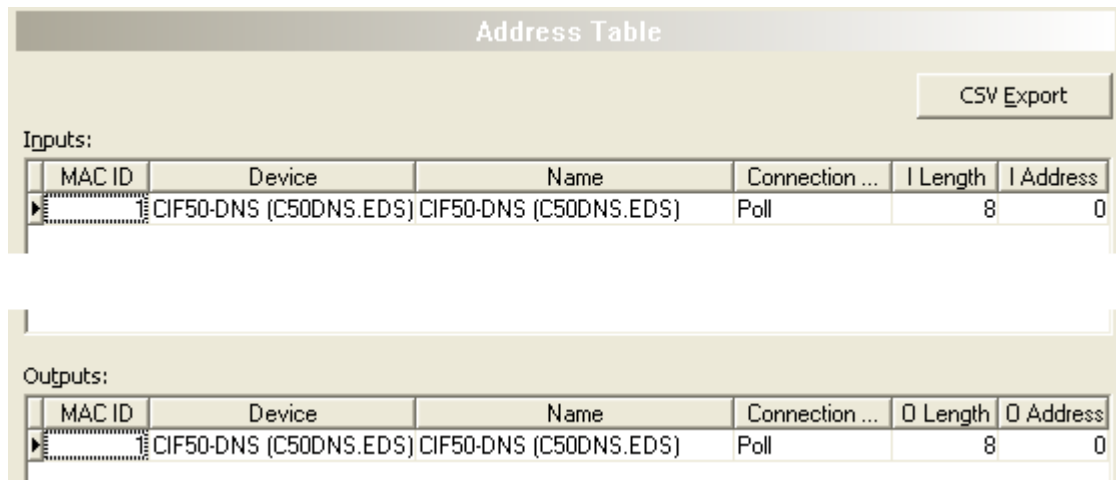 Address Table
CSV Export
Inputs:
MAC ID Device Name Connection ... I Length I Address
1 CIF50-DNS (C50DNS.EDS) CIF50-DNS (C50DNS.EDS) Poll 8 0
Outputs:
MAC ID Device Name Connection ... O Length O Address
1 CIF50-DNS (C50DNS.EDS) CIF50-DNS (C50DNS.EDS) Poll 8 0